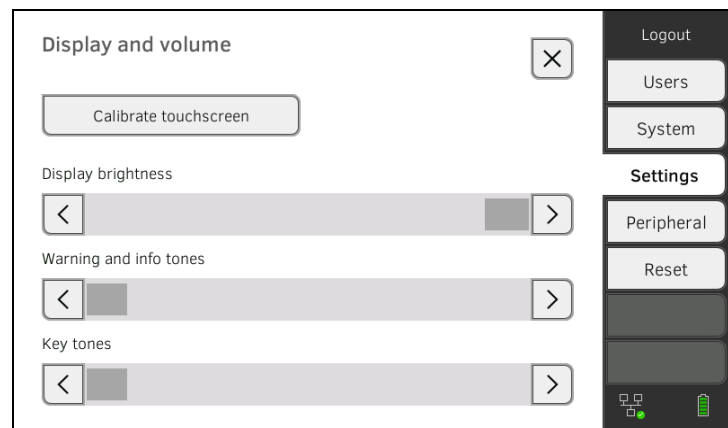 Display and volume
Calibrate touchscreen
Display brightness
Warning and info tones
Key tones
Logout
Users
System
Settings
Peripheral
Reset